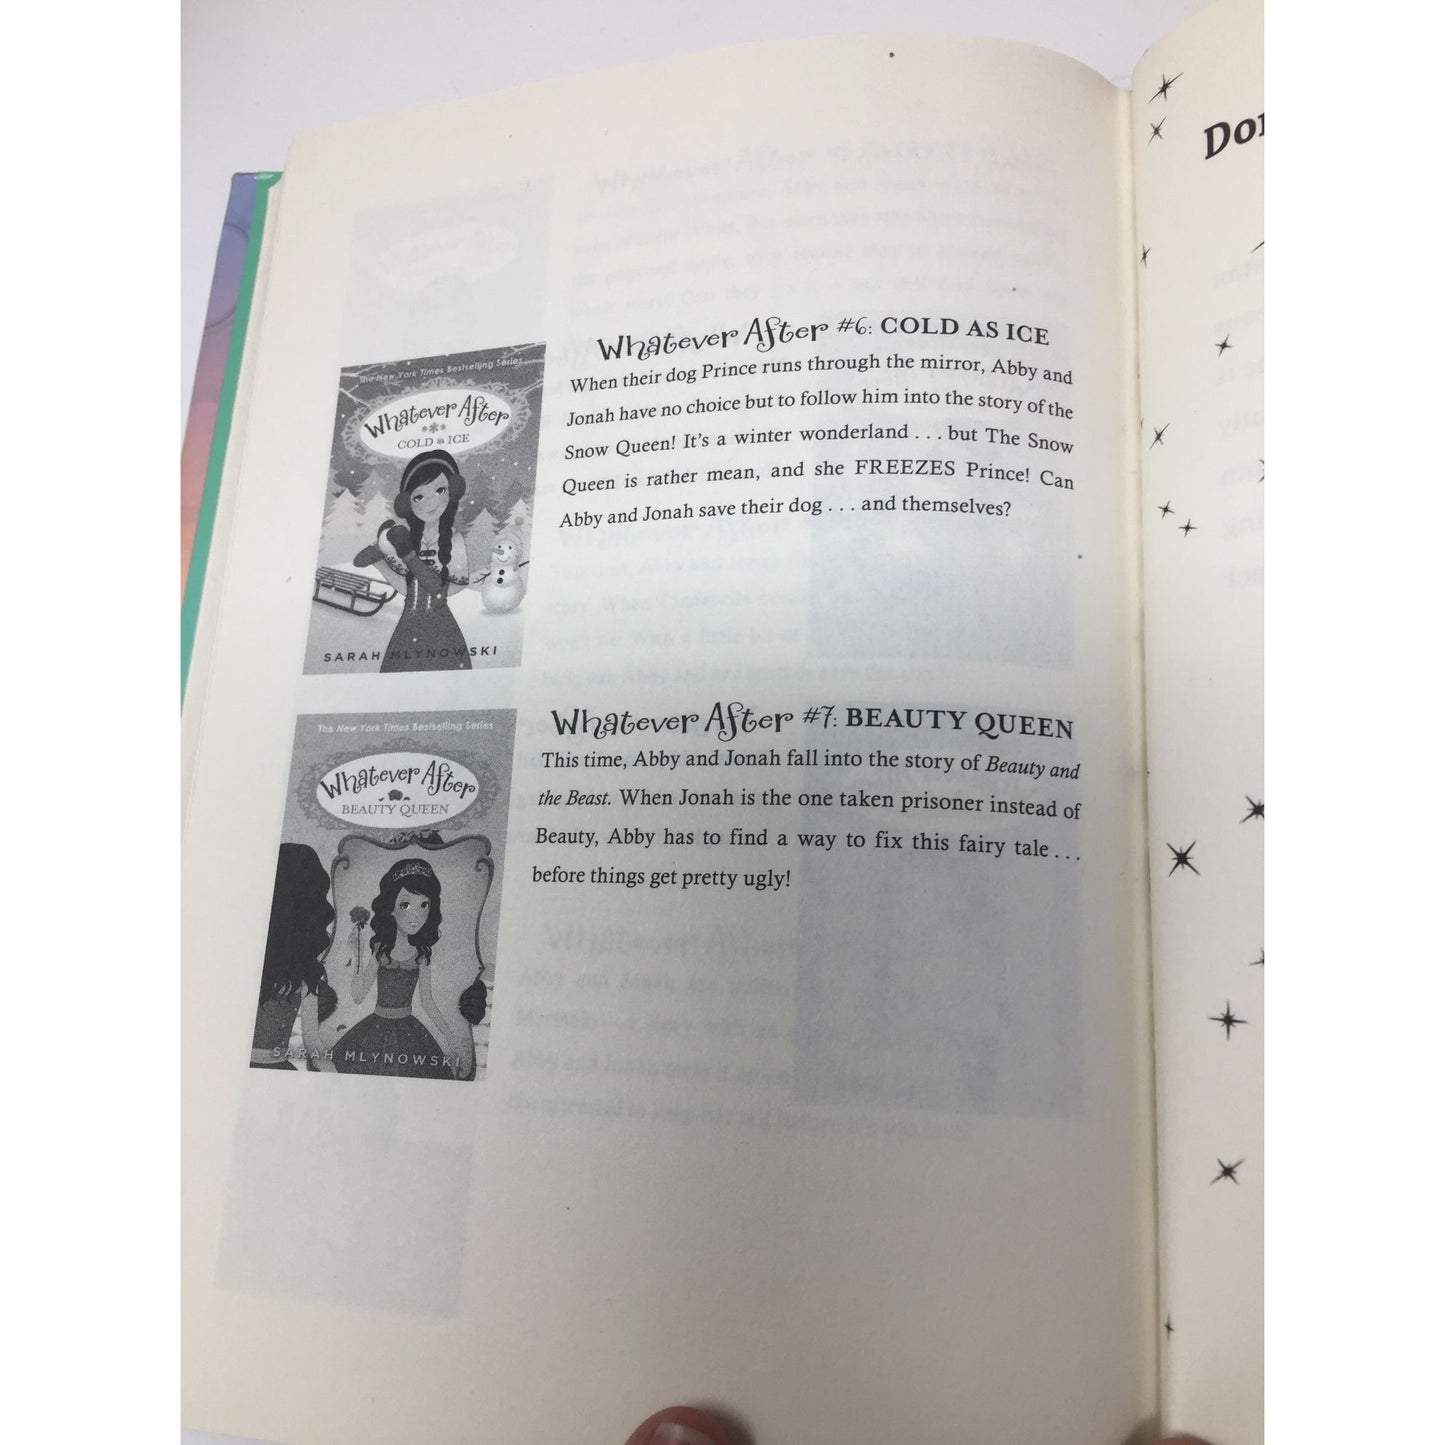 Whatever After #6: COLD AS ICE
When their dog Prince runs through the mirror, Abby and
Jonah have no choice but to follow him into the story of the
Snow Queen! It's a winter wonderland . . . but The Snow
Queen is rather mean, and she FREEZES Prince! Can
Abby and Jonah save their dog . . . and themselves?
The New York Times Bestselling Series
Whatever After
COLD as ICE
SARAH MLYNOWSKI
Whatever After #7: BEAUTY QUEEN
This time, Abby and Jonah fall into the story of Beauty and
the Beast. When Jonah is the one taken prisoner instead of
Beauty, Abby has to find a way to fix this fairy tale . . .
before things get pretty ugly!
The New York Times Bestselling Series
Whatever After
BEAUTY QUEEN
SARAH MLYNOWSKI